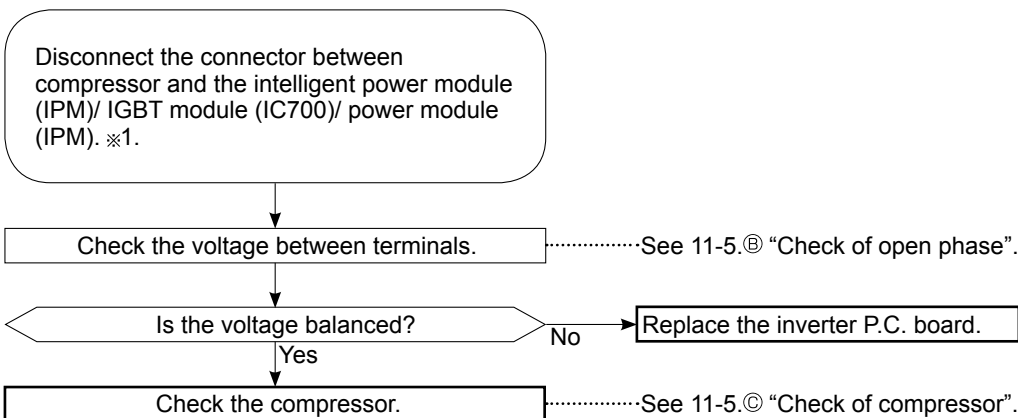 Disconnect the connector between
compressor and the intelligent power module
(IPM)/ IGBT module (IC700)/ power module
(IPM). ※1.
Check the voltage between terminals.
See 11-5.Ⓑ “Check of open phase”.
Is the voltage balanced?
No
Replace the inverter P.C. board.
Yes
Check the compressor.
See 11-5.Ⓒ “Check of compressor”.